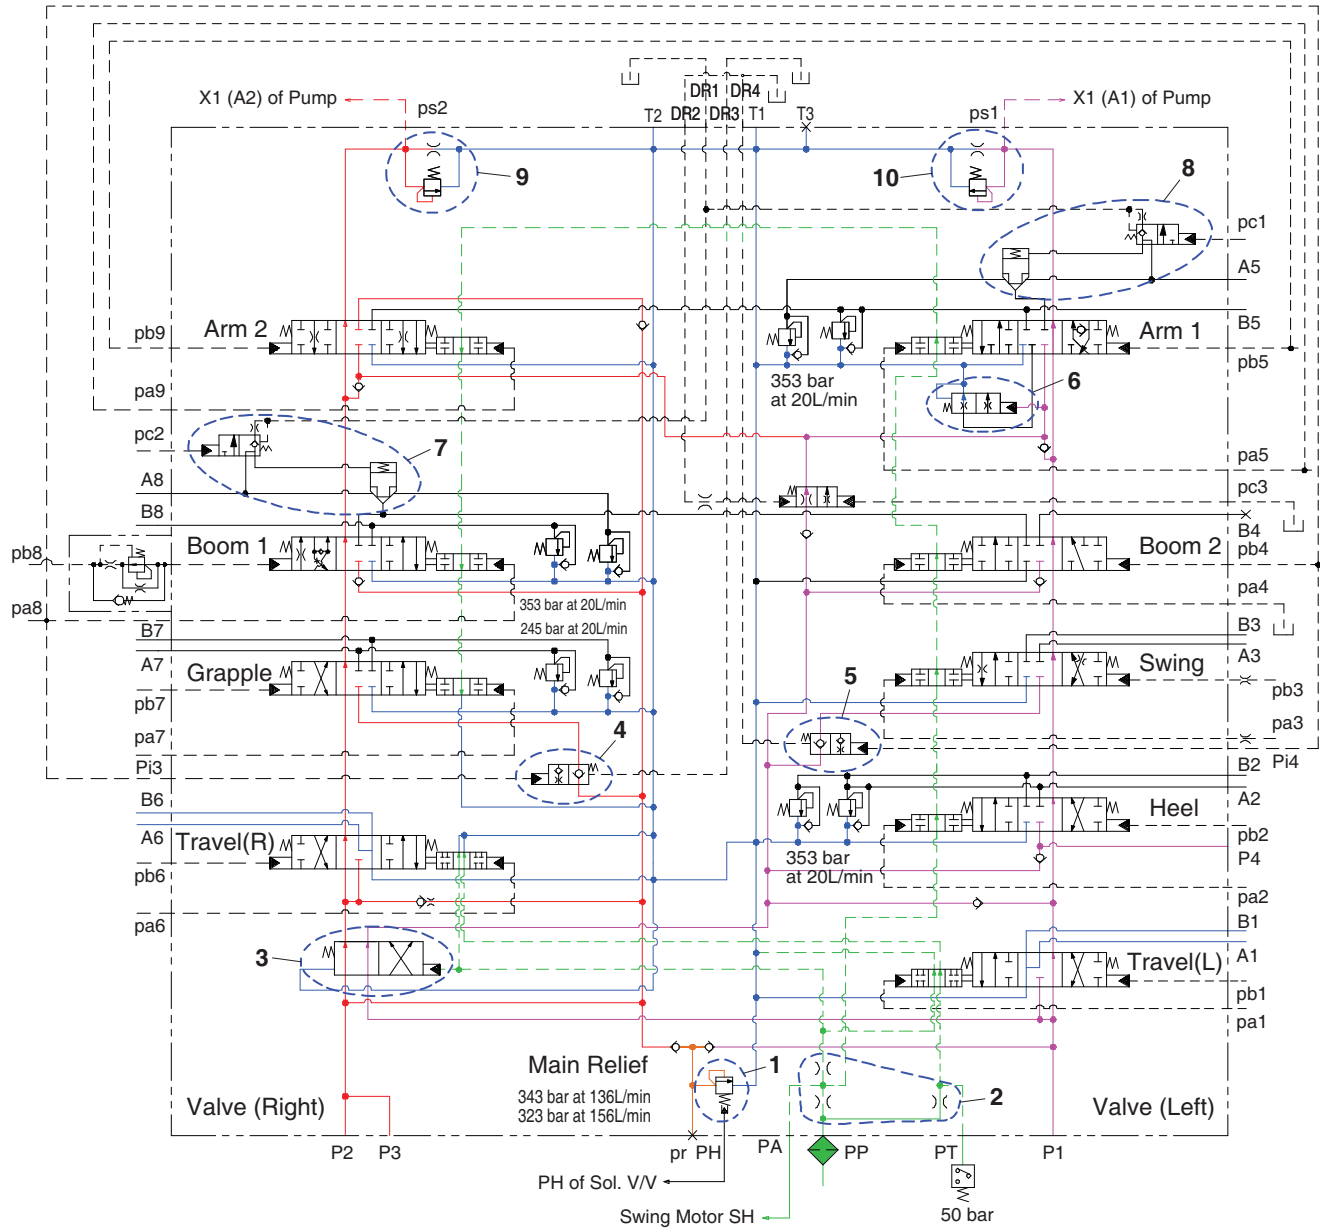 X1 (A2) of Pump
ps2
T2
DR2
DR1
DR3
DR4
T1
T3
ps1
X1 (A1) of Pump
9
10
8
pc1
A5
B5
pb5
pb9
Arm 2
Arm 1
353 bar
at 20L/min
6
pa9
pc2
7
pa5
A8
pc3
B8
B4
pb8
Boom 1
Boom 2
pb4
353 bar at 20L/min
pa4
pa8
245 bar at 20L/min
B7
B3
A7
Grapple
Swing
A3
pb7
pb3
4
5
pa3
pa7
Pi3
Pi4
B2
B6
Heel
A2
A6
Travel(R)
pb2
353 bar
at 20L/min
P4
pb6
pa2
pa6
B1
3
Travel(L)
A1
pb1
pa1
Main Relief
1
343 bar at 136L/min
323 bar at 156L/min
2
Valve (Right)
Valve (Left)
P2
P3
pr
PH
PA
PP
PT
P1
PH of Sol. V/V
Swing Motor SH
50 bar